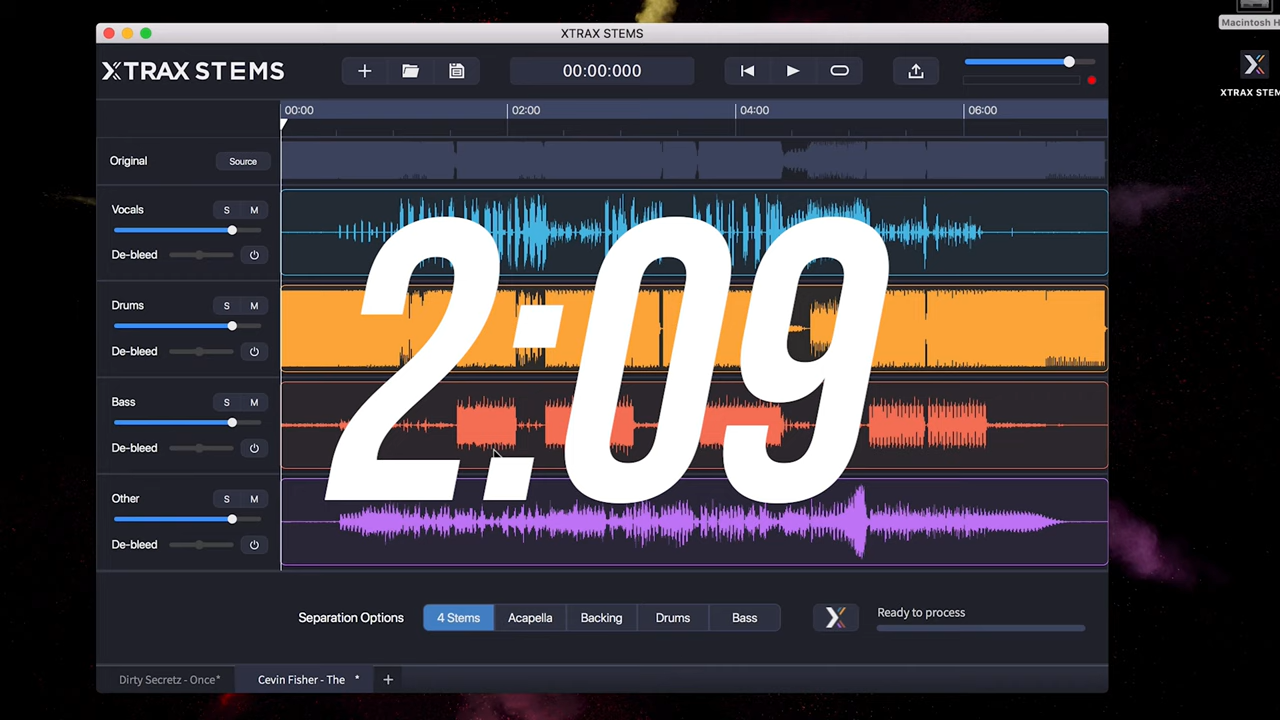 XTRAX STEMS
Macintosh H
XTRAX STEMS
00:00:000
XTRAX STEM
00:00
02:00
04:00
06:00
Original
Source
Vocals
S
M
De-bleed
Drums
S
M
De-bleed
Bass
S
M
De-bleed
Other
S
M
De-bleed
2:09
Separation Options
4 Stems
Acapella
Backing
Drums
Bass
Ready to process
Dirty Secretz - Once*
Cevin Fisher - The *